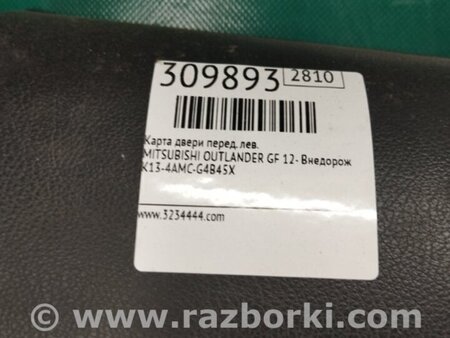 309893 2810
Карта двери перед. лев.
MITSUBISHI OUTLANDER GF 12- Внедорож
K13-4AMC-G4B45X
www.3234444.com
© www.razborki.com